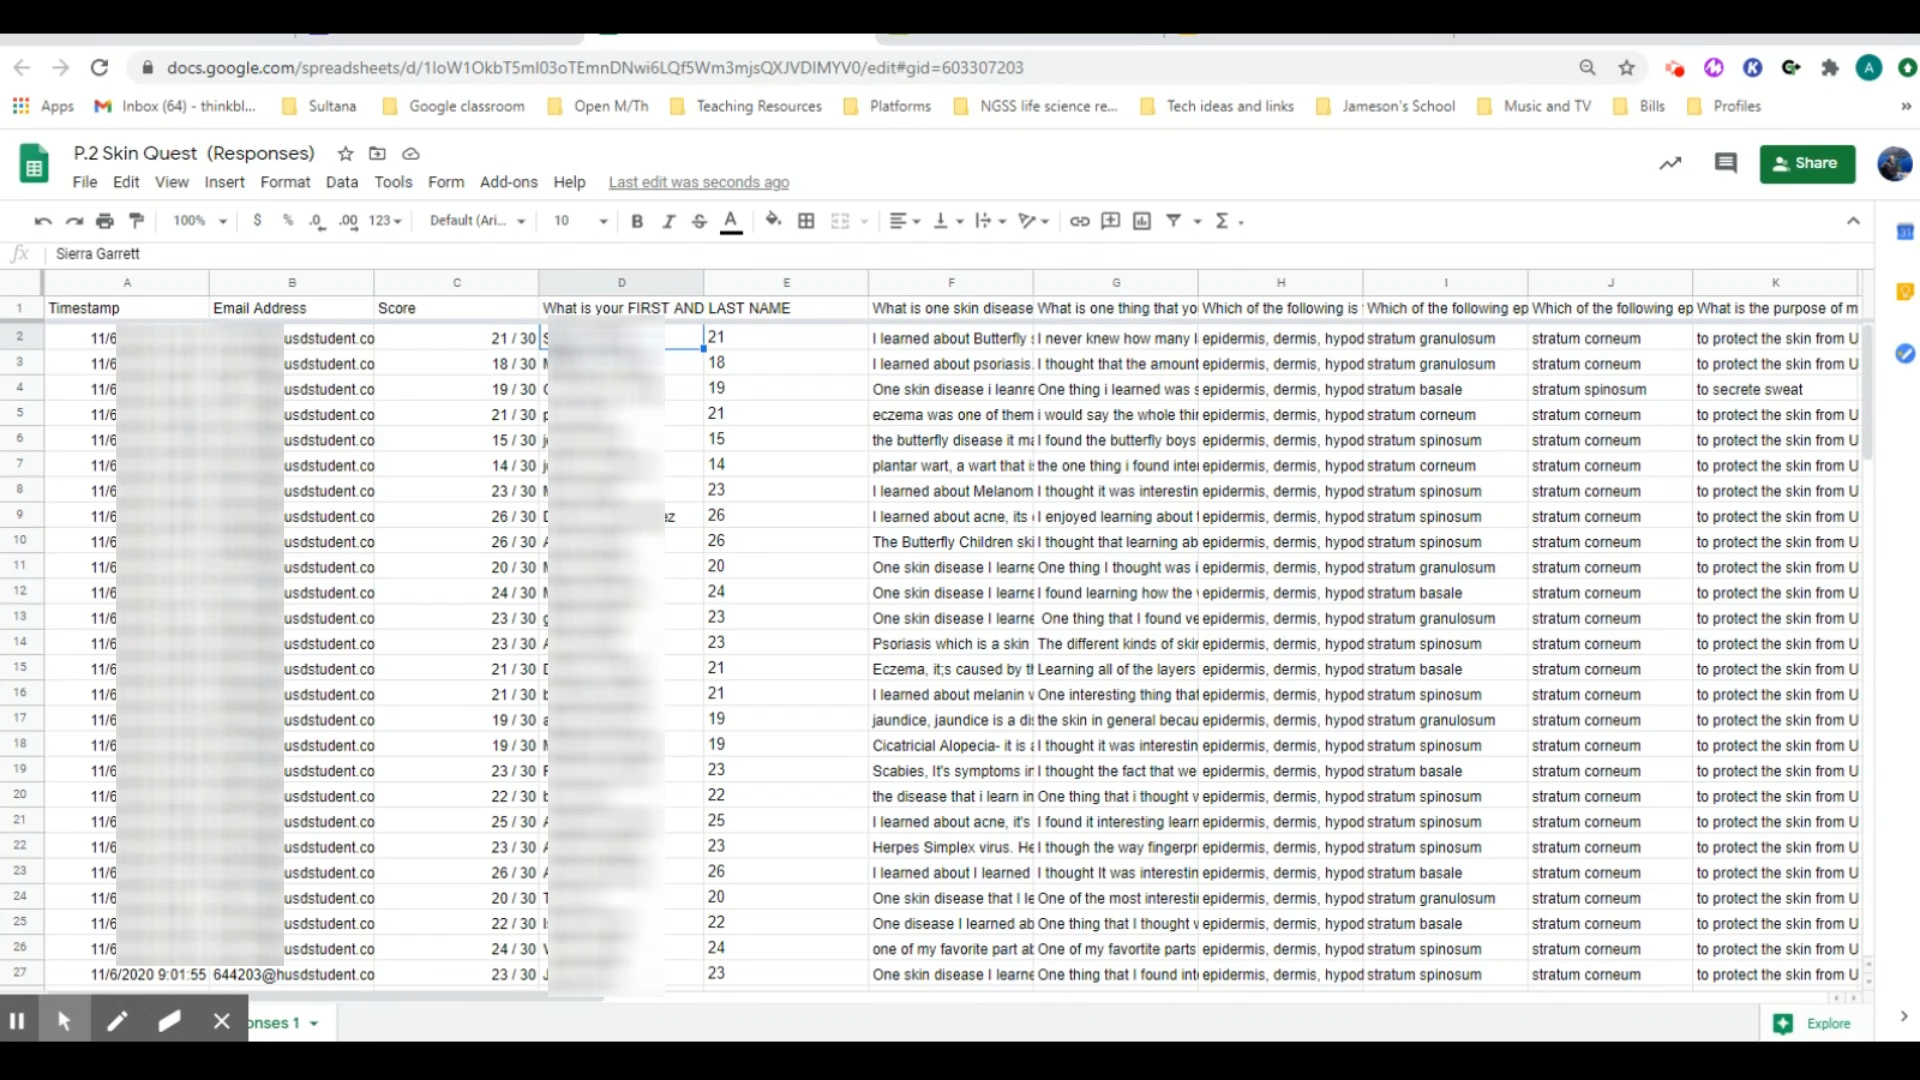 docs.google.com/spreadsheets/d/1IoW1OkbT5mI03oTEmnDNwi6LQf5Wm3mjsQXJVDIMYV0/edit#gid=603307203
Apps Inbox (64) - thinkbl... Sultana Google classroom Open M/Th Teaching Resources Platforms NGSS life science re... Tech ideas and links Jameson's School Music and TV Bills Profiles »
P.2 Skin Quest (Responses)
Share
File Edit View Insert Format Data Tools Form Add-ons Help Last edit was seconds ago
100% $ % .0 .00 123 Default (Ari... 10 B I S A Σ
fx Sierra Garrett
A B C D E F G H I J K
1 Timestamp Email Address Score What is your FIRST AND LAST NAME What is one skin disease What is one thing that yo Which of the following is Which of the following ep Which of the following ep What is the purpose of m
2 11/6 usdstudent.co 21 / 30 S 21 I learned about Butterfly I never knew how many epidermis, dermis, hypod stratum granulosum stratum corneum to protect the skin from U
3 11/6 usdstudent.co 18 / 30 M 18 I learned about psoriasis. I thought that the amount epidermis, dermis, hypod stratum granulosum stratum corneum to protect the skin from U
4 11/6 usdstudent.co 19 / 30 19 One skin disease i leanre One thing i learned was s epidermis, dermis, hypod stratum basale stratum spinosum to secrete sweat
5 11/6 usdstudent.co 21 / 30 p 21 eczema was one of them i would say the whole thin epidermis, dermis, hypod stratum corneum stratum corneum to protect the skin from U
6 11/6 usdstudent.co 15 / 30 j 15 the butterfly disease it ma I found the butterfly boys epidermis, dermis, hypod stratum spinosum stratum corneum to protect the skin from U
7 11/6 usdstudent.co 14 / 30 j 14 plantar wart, a wart that is the one thing i found inter epidermis, dermis, hypod stratum corneum stratum corneum to protect the skin from U
8 11/6 usdstudent.co 23 / 30 M 23 I learned about Melanom I thought it was interestin epidermis, dermis, hypod stratum spinosum stratum corneum to protect the skin from U
9 11/6 usdstudent.co 26 / 30 D ez 26 I learned about acne, its I enjoyed learning about epidermis, dermis, hypod stratum spinosum stratum corneum to protect the skin from U
10 11/6 usdstudent.co 26 / 30 A 26 The Butterfly Children ski I thought that learning ab epidermis, dermis, hypod stratum spinosum stratum corneum to protect the skin from U
11 11/6 usdstudent.co 20 / 30 M 20 One skin disease I learne One thing I thought was i epidermis, dermis, hypod stratum granulosum stratum corneum to protect the skin from U
12 11/6 usdstudent.co 24 / 30 M 24 One skin disease I learne I found learning how the epidermis, dermis, hypod stratum basale stratum corneum to protect the skin from U
13 11/6 usdstudent.co 23 / 30 g 23 One skin disease I learne One thing that I found ve epidermis, dermis, hypod stratum granulosum stratum corneum to protect the skin from U
14 11/6 usdstudent.co 23 / 30 A 23 Psoriasis which is a skin The different kinds of skin epidermis, dermis, hypod stratum spinosum stratum corneum to protect the skin from U
15 11/6 usdstudent.co 21 / 30 D 21 Eczema, it;s caused by th Learning all of the layers epidermis, dermis, hypod stratum basale stratum corneum to protect the skin from U
16 11/6 usdstudent.co 21 / 30 b 21 I learned about melanin One interesting thing that epidermis, dermis, hypod stratum spinosum stratum corneum to protect the skin from U
17 11/6 usdstudent.co 19 / 30 a 19 jaundice, jaundice is a dis the skin in general becau epidermis, dermis, hypod stratum granulosum stratum corneum to protect the skin from U
18 11/6 usdstudent.co 19 / 30 M 19 Cicatricial Alopecia- it is a I thought it was interestin epidermis, dermis, hypod stratum spinosum stratum corneum to protect the skin from U
19 11/6 usdstudent.co 23 / 30 23 Scabies, It's symptoms in I thought the fact that we epidermis, dermis, hypod stratum basale stratum corneum to protect the skin from U
20 11/6 usdstudent.co 22 / 30 b 22 the disease that i learn in One thing that i thought w epidermis, dermis, hypod stratum spinosum stratum corneum to protect the skin from U
21 11/6 usdstudent.co 25 / 30 A 25 I learned about acne, it's I found it interesting learn epidermis, dermis, hypod stratum spinosum stratum corneum to protect the skin from U
22 11/6 usdstudent.co 23 / 30 A 23 Herpes Simplex virus. He I though the way fingerpr epidermis, dermis, hypod stratum spinosum stratum corneum to protect the skin from U
23 11/6 usdstudent.co 26 / 30 A 26 I learned about I learned I thought It was interestin epidermis, dermis, hypod stratum basale stratum corneum to protect the skin from U
24 11/6 usdstudent.co 20 / 30 T 20 One skin disease that I le One of the most interesti epidermis, dermis, hypod stratum granulosum stratum corneum to protect the skin from U
25 11/6 usdstudent.co 22 / 30 Is 22 One disease I learned ab One thing that I thought w epidermis, dermis, hypod stratum basale stratum corneum to protect the skin from U
26 11/6 usdstudent.co 24 / 30 V 24 one of my favorite part ab One of my favortite parts epidermis, dermis, hypod stratum spinosum stratum corneum to protect the skin from U
27 11/6/2020 9:01:55 644203@husdstudent.co 23 / 30 J 23 One skin disease I learne One thing that I found int epidermis, dermis, hypod stratum spinosum stratum corneum to protect the skin from U
onses 1 Explore